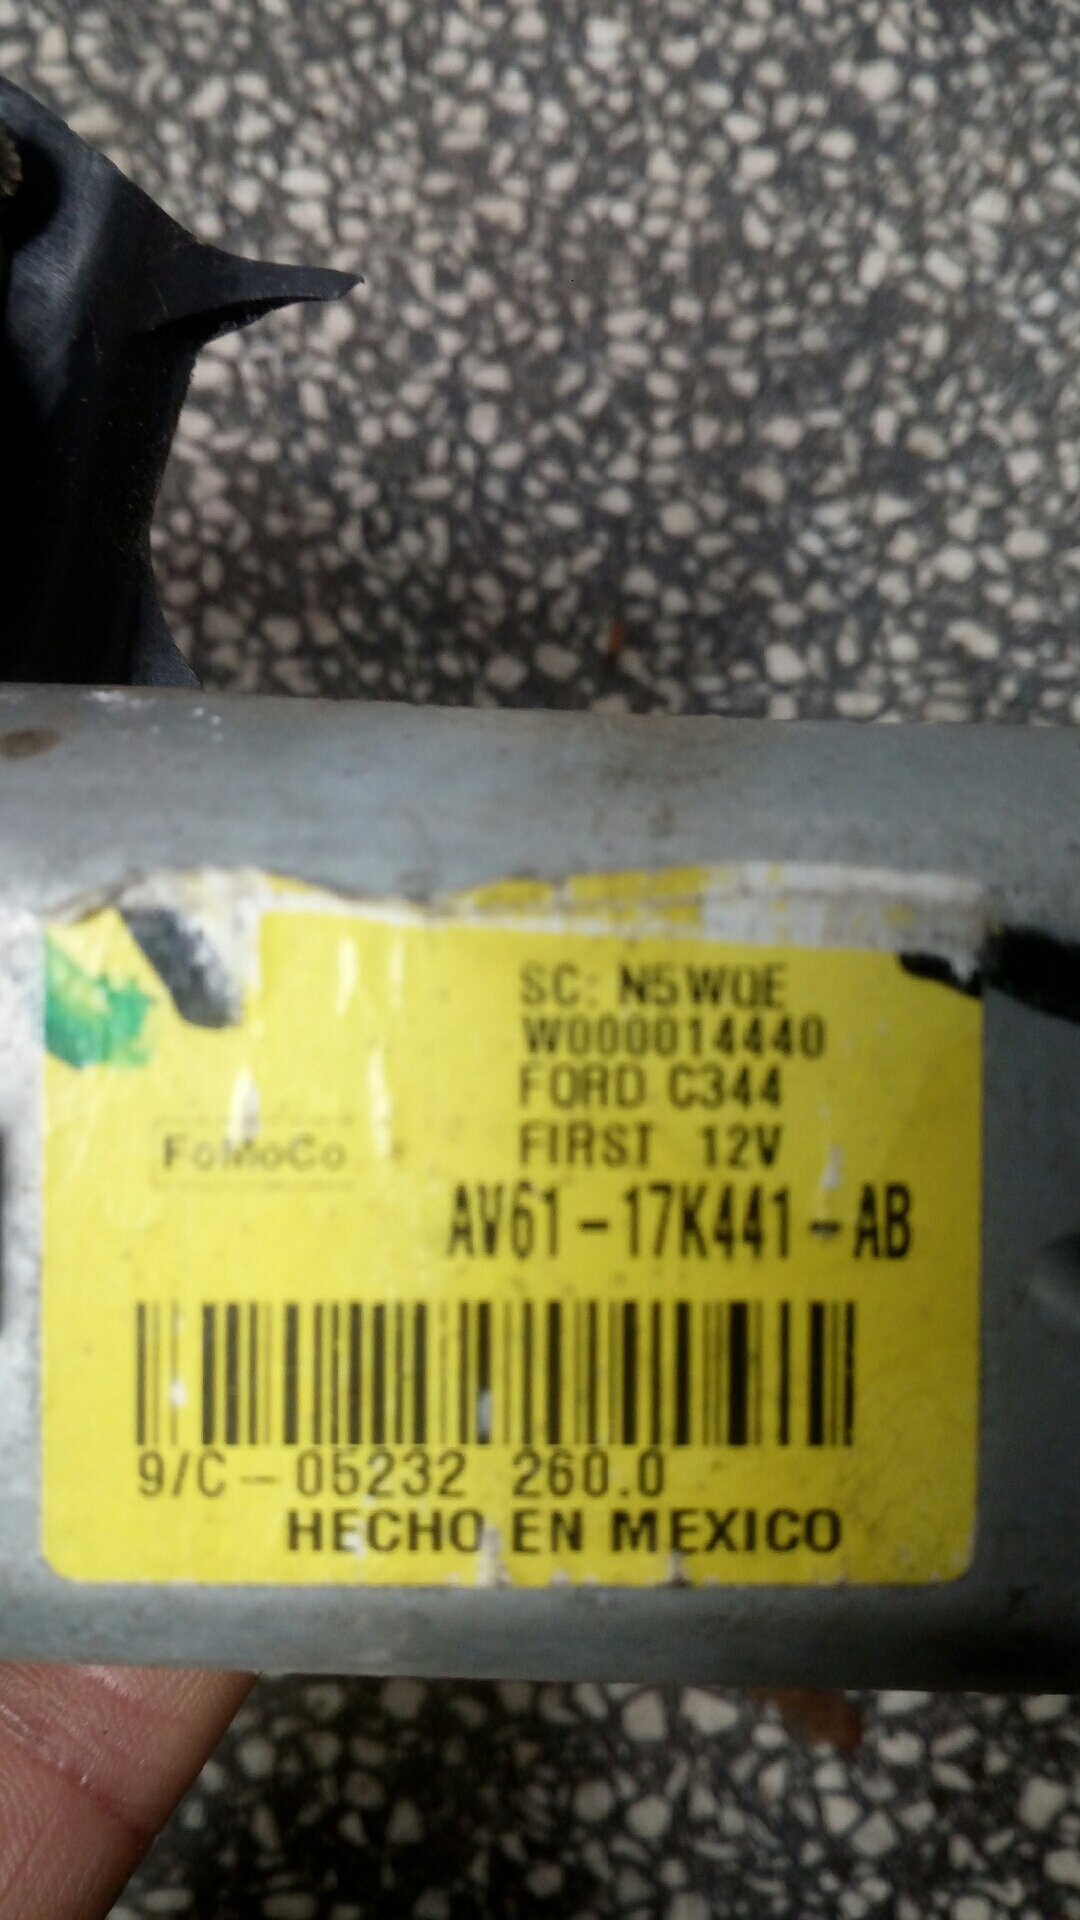 SC: N5WQE
W000014440
FORD C344
FoMoCo
FIRST 12V
AV61-17K441-AB
9/C-05232 260.0
HECHO EN MEXICO